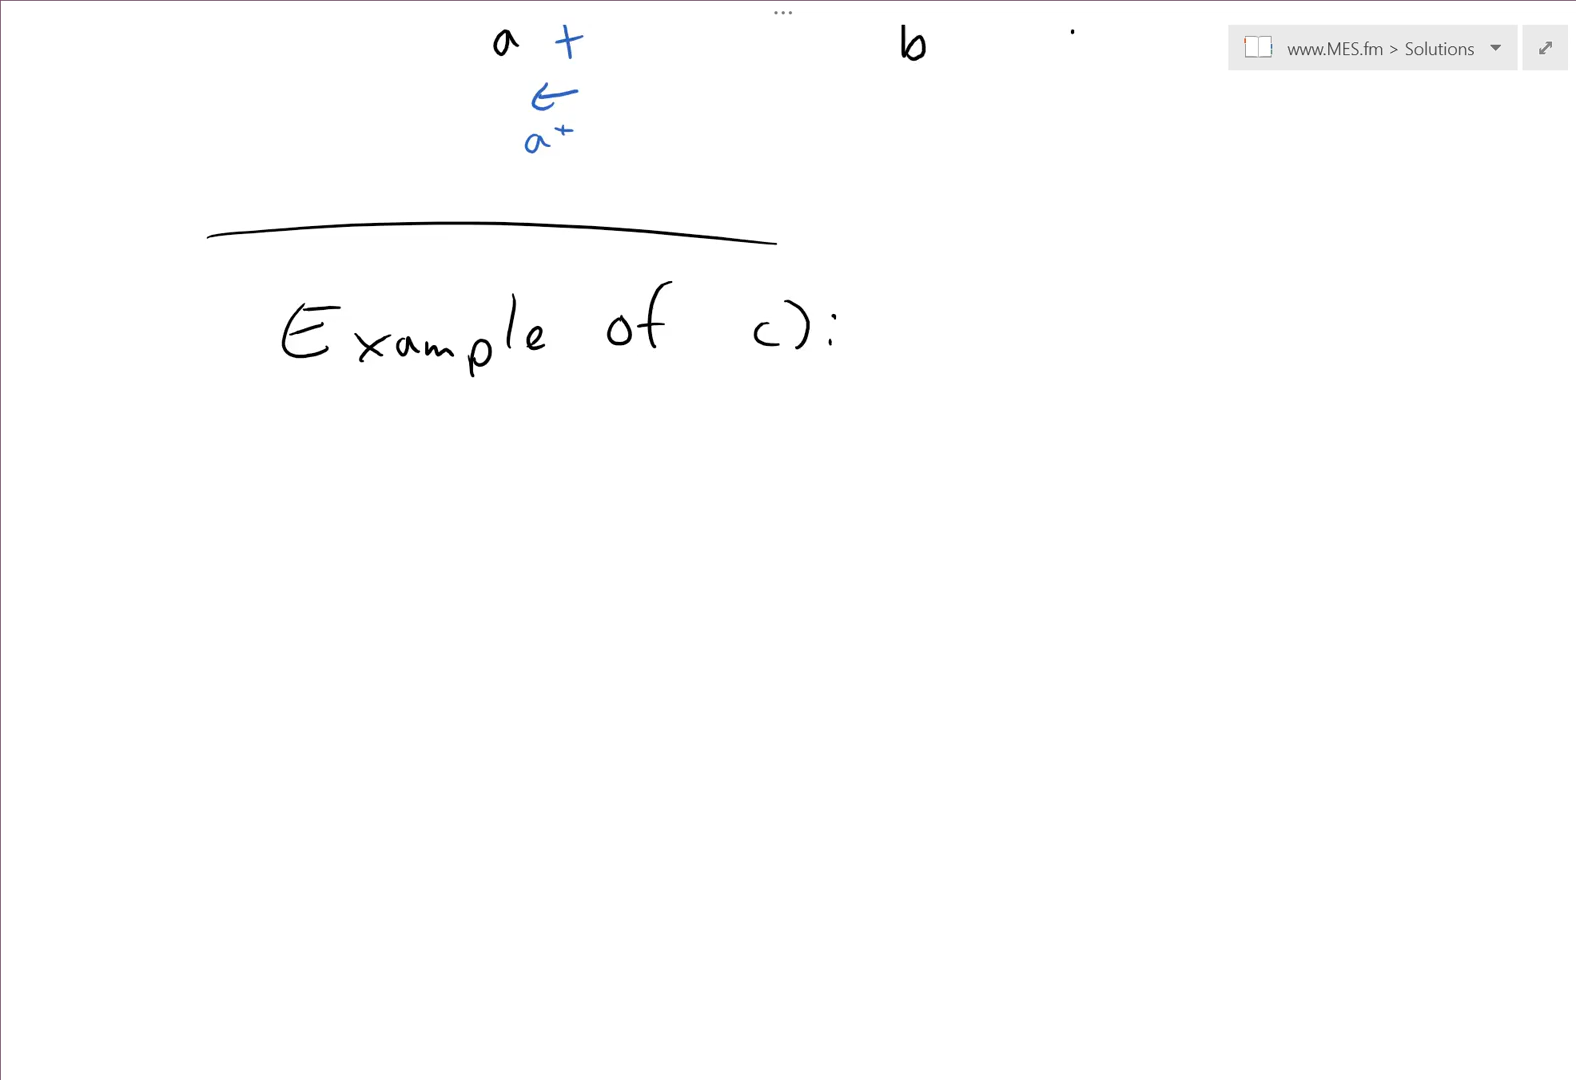 a + b
←
a⁺
Example of c):
www.MES.fm > Solutions